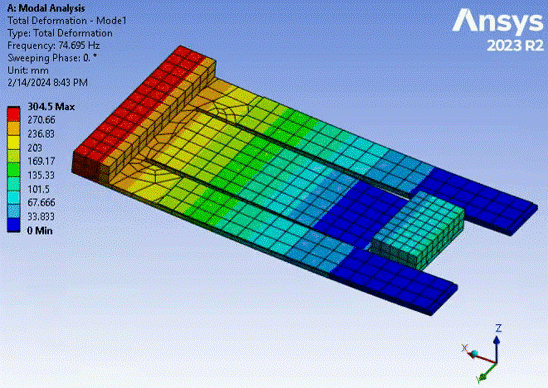 A: Modal Analysis
Total Deformation - Mode1
Type: Total Deformation
Frequency: 74.695 Hz
Sweeping Phase: 0. °
Unit: mm
2/14/2024 8:43 PM
304.5 Max
270.66
236.83
203
169.17
135.33
101.5
67.666
33.833
0 Min
Ansys
2023 R2
Z
X
Y